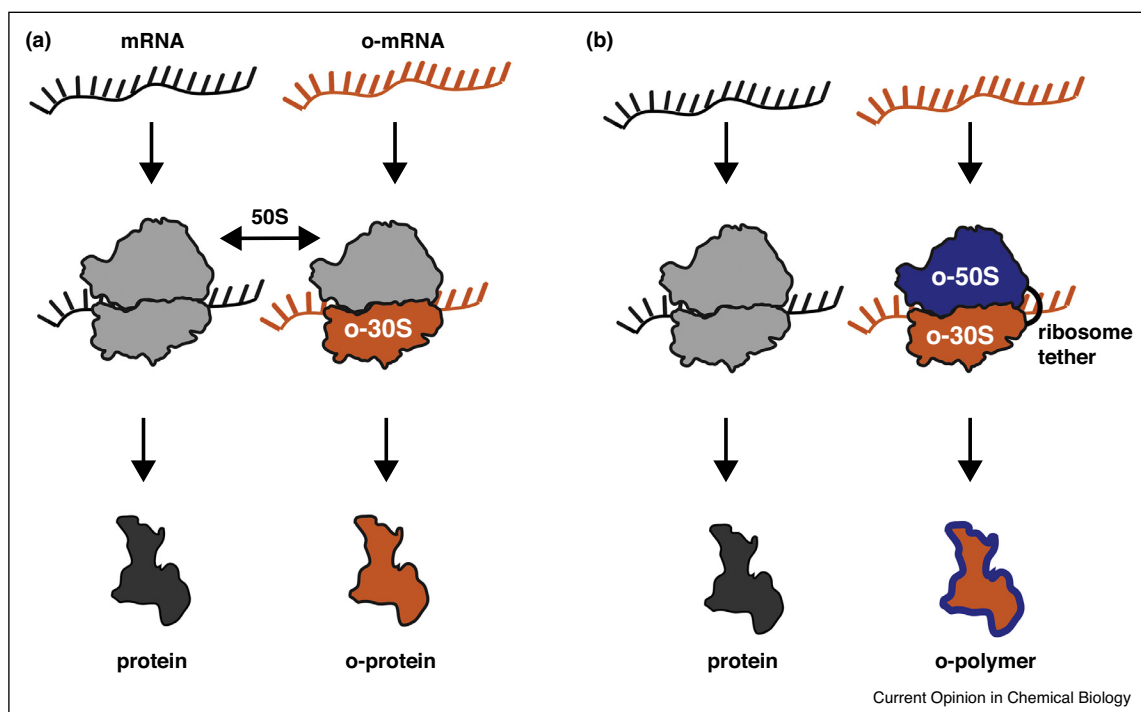 (a)
mRNA
o-mRNA
50S
o-30S
protein
o-protein
(b)
o-50S
o-30S
ribosome
tether
protein
o-polymer
Current Opinion in Chemical Biology